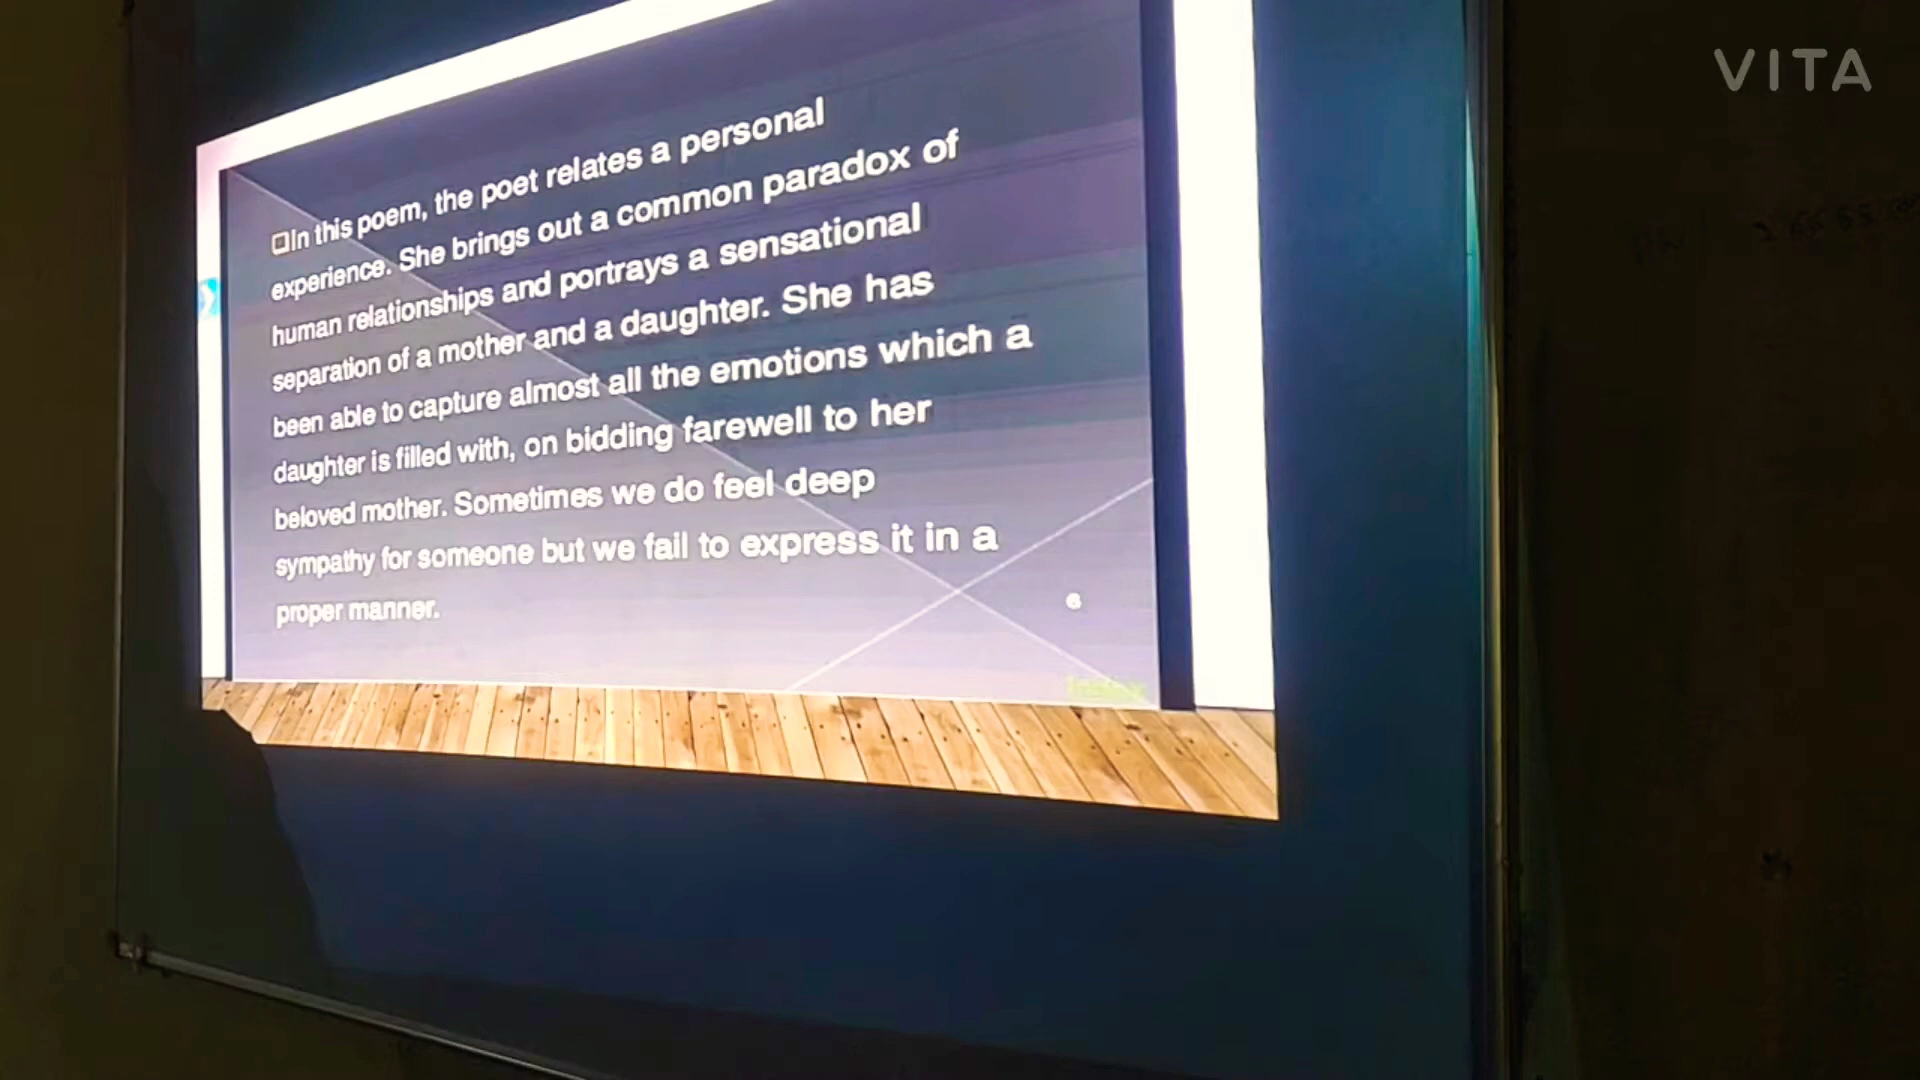 VITA
❑In this poem, the poet relates a personal
experience. She brings out a common paradox of
human relationships and portrays a sensational
separation of a mother and a daughter. She has
been able to capture almost all the emotions which a
daughter is filled with, on bidding farewell to her
beloved mother. Sometimes we do feel deep
sympathy for someone but we fail to express it in a
proper manner.
6